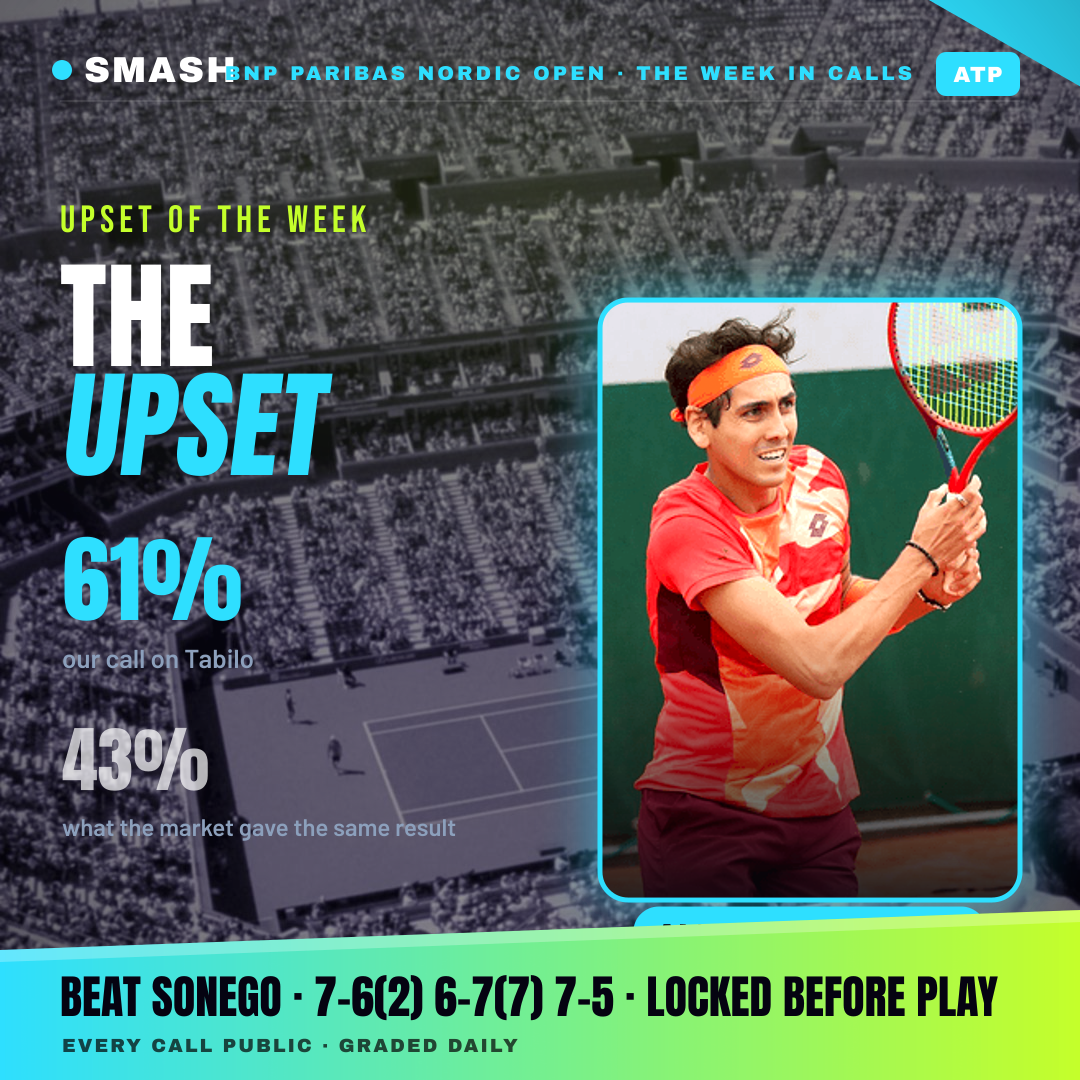 SMASH
BNP PARIBAS NORDIC OPEN · THE WEEK IN CALLS
ATP
UPSET OF THE WEEK
THE
UPSET
61%
our call on Tabilo
43%
what the market gave the same result
BEAT SONEGO · 7-6(2) 6-7(7) 7-5 · LOCKED BEFORE PLAY
EVERY CALL PUBLIC · GRADED DAILY